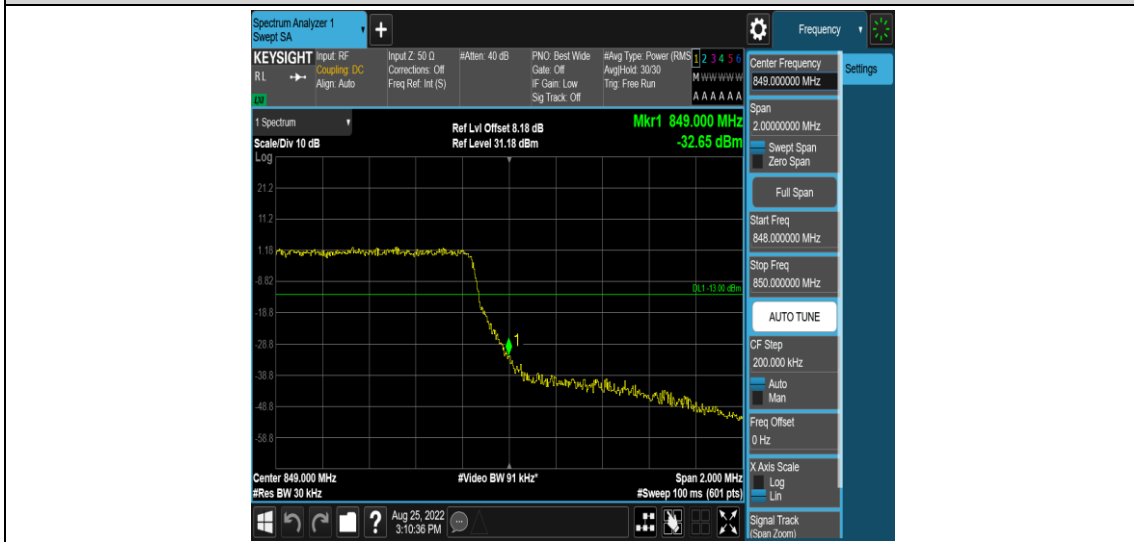 Spectrum Analyzer 1
Swept SA
+
Frequency
KEYSIGHT
RL
LXI
Input: RF
Coupling: DC
Align: Auto
Input Z: 50 Ω
Corrections: Off
Freq Ref: Int (S)
#Atten: 40 dB
PNO: Best Wide
Gate: Off
IF Gain: Low
Sig Track: Off
#Avg Type: Power (RMS
Avg|Hold: 30/30
Trig: Free Run
1 2 3 4 5 6
M W W W W W
A A A A A A
1 Spectrum
Scale/Div 10 dB
Log
Ref Lvl Offset 8.18 dB
Ref Level 31.18 dBm
Mkr1 849.000 MHz
-32.65 dBm
21.2
11.2
1.18
-8.82
DL1 -13.00 dBm
-18.8
1
-28.8
-38.8
-48.8
-58.8
Center 849.000 MHz
#Video BW 91 kHz*
Span 2.000 MHz
#Res BW 30 kHz
#Sweep 100 ms (601 pts)
?
Aug 25, 2022
3:10:36 PM
Center Frequency
849.000000 MHz
Settings
Span
2.00000000 MHz
Swept Span
Zero Span
Full Span
Start Freq
848.000000 MHz
Stop Freq
850.000000 MHz
AUTO TUNE
CF Step
200.000 kHz
Auto
Man
Freq Offset
0 Hz
X Axis Scale
Log
Lin
Signal Track
(Span Zoom)